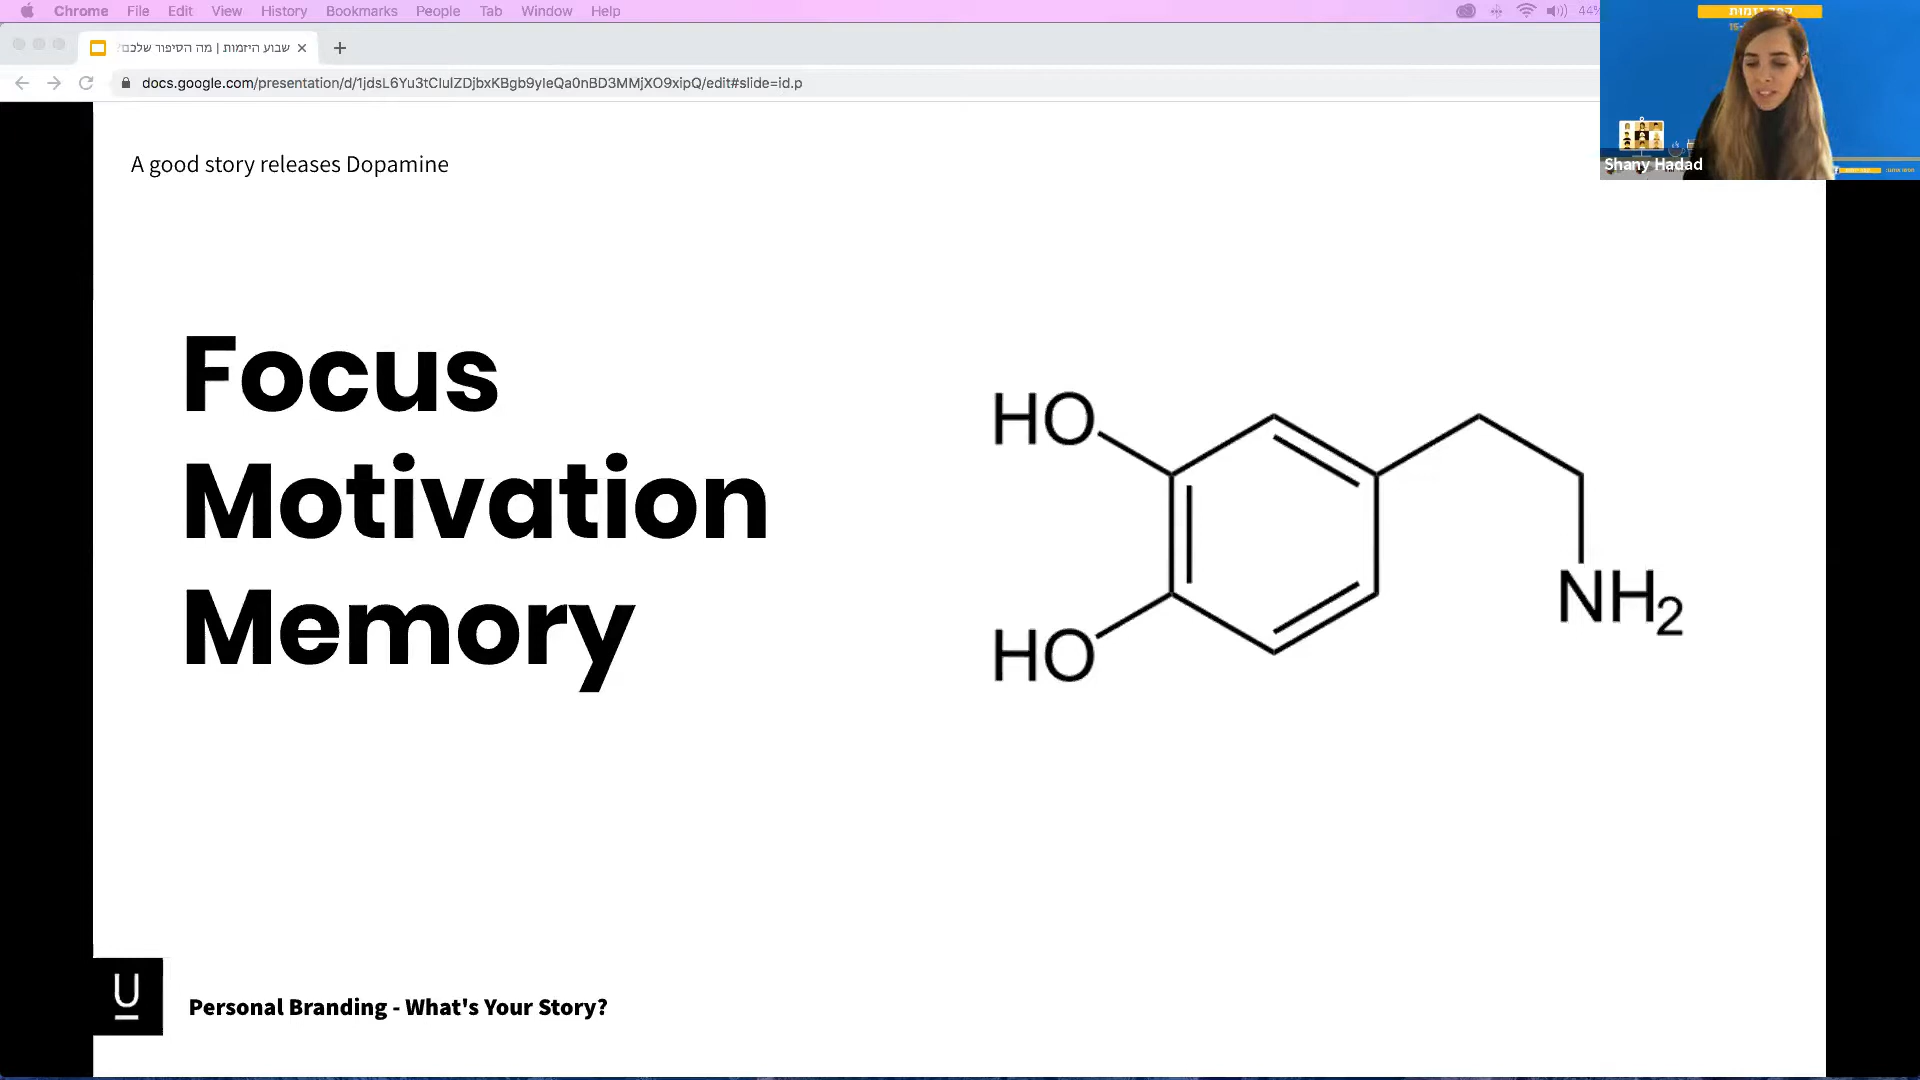 Chrome File Edit View History Bookmarks People Tab Window Help 44%
שבוע היזמות | מה הסיפור שלכם
docs.google.com/presentation/d/1jdsL6Yu3tCIulZDjbxKBgb9yIeQa0nBD3MMjXO9xipQ/edit#slide=id.p
Shany Hadad
A good story releases Dopamine
Focus
Motivation
Memory
HO
HO
NH2
U
Personal Branding - What's Your Story?